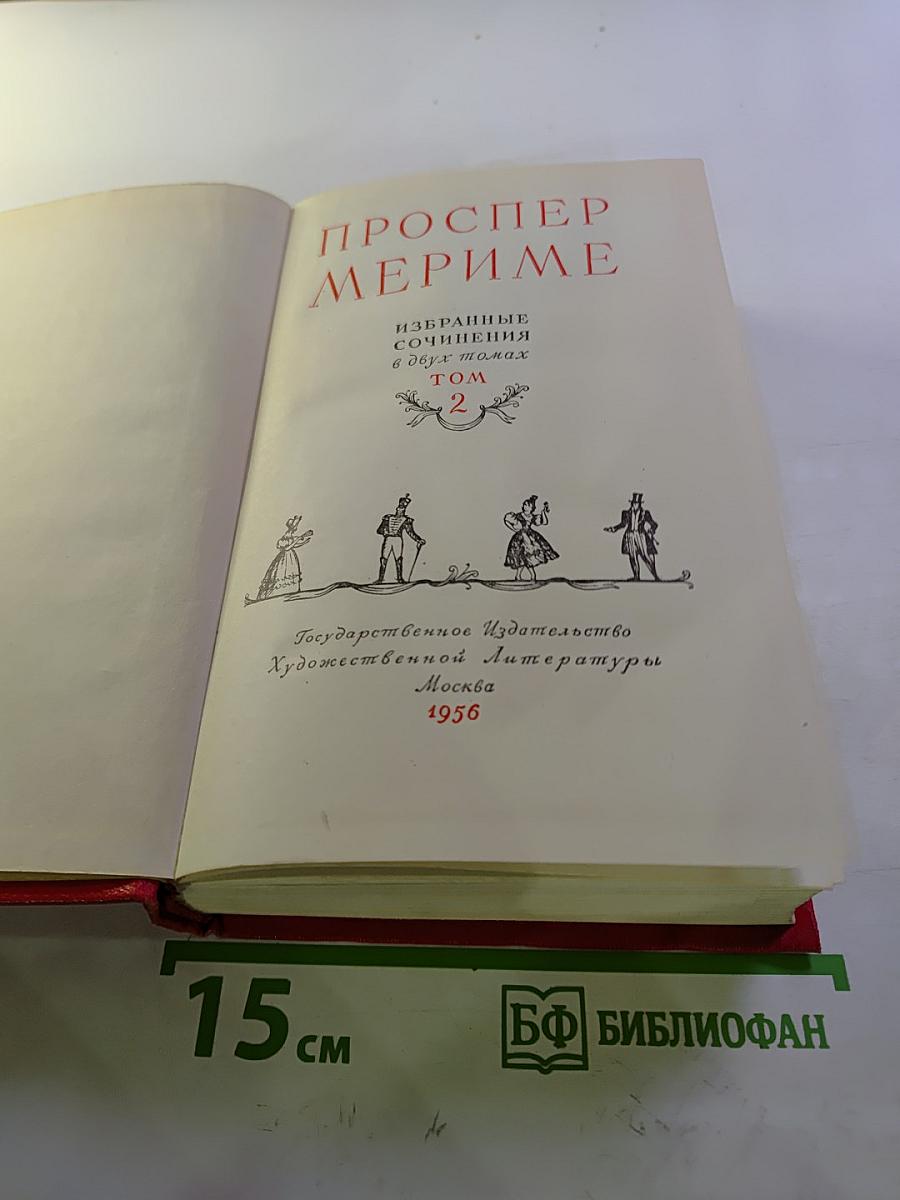 ПРОСПЕР
МЕРИМЕ
ИЗБРАННЫЕ
СОЧИНЕНИЯ
в двух томах
ТОМ
2
Государственное Издательство
Художественной Литературы
Москва
1956
15 см
БФ БИБЛИОФАН